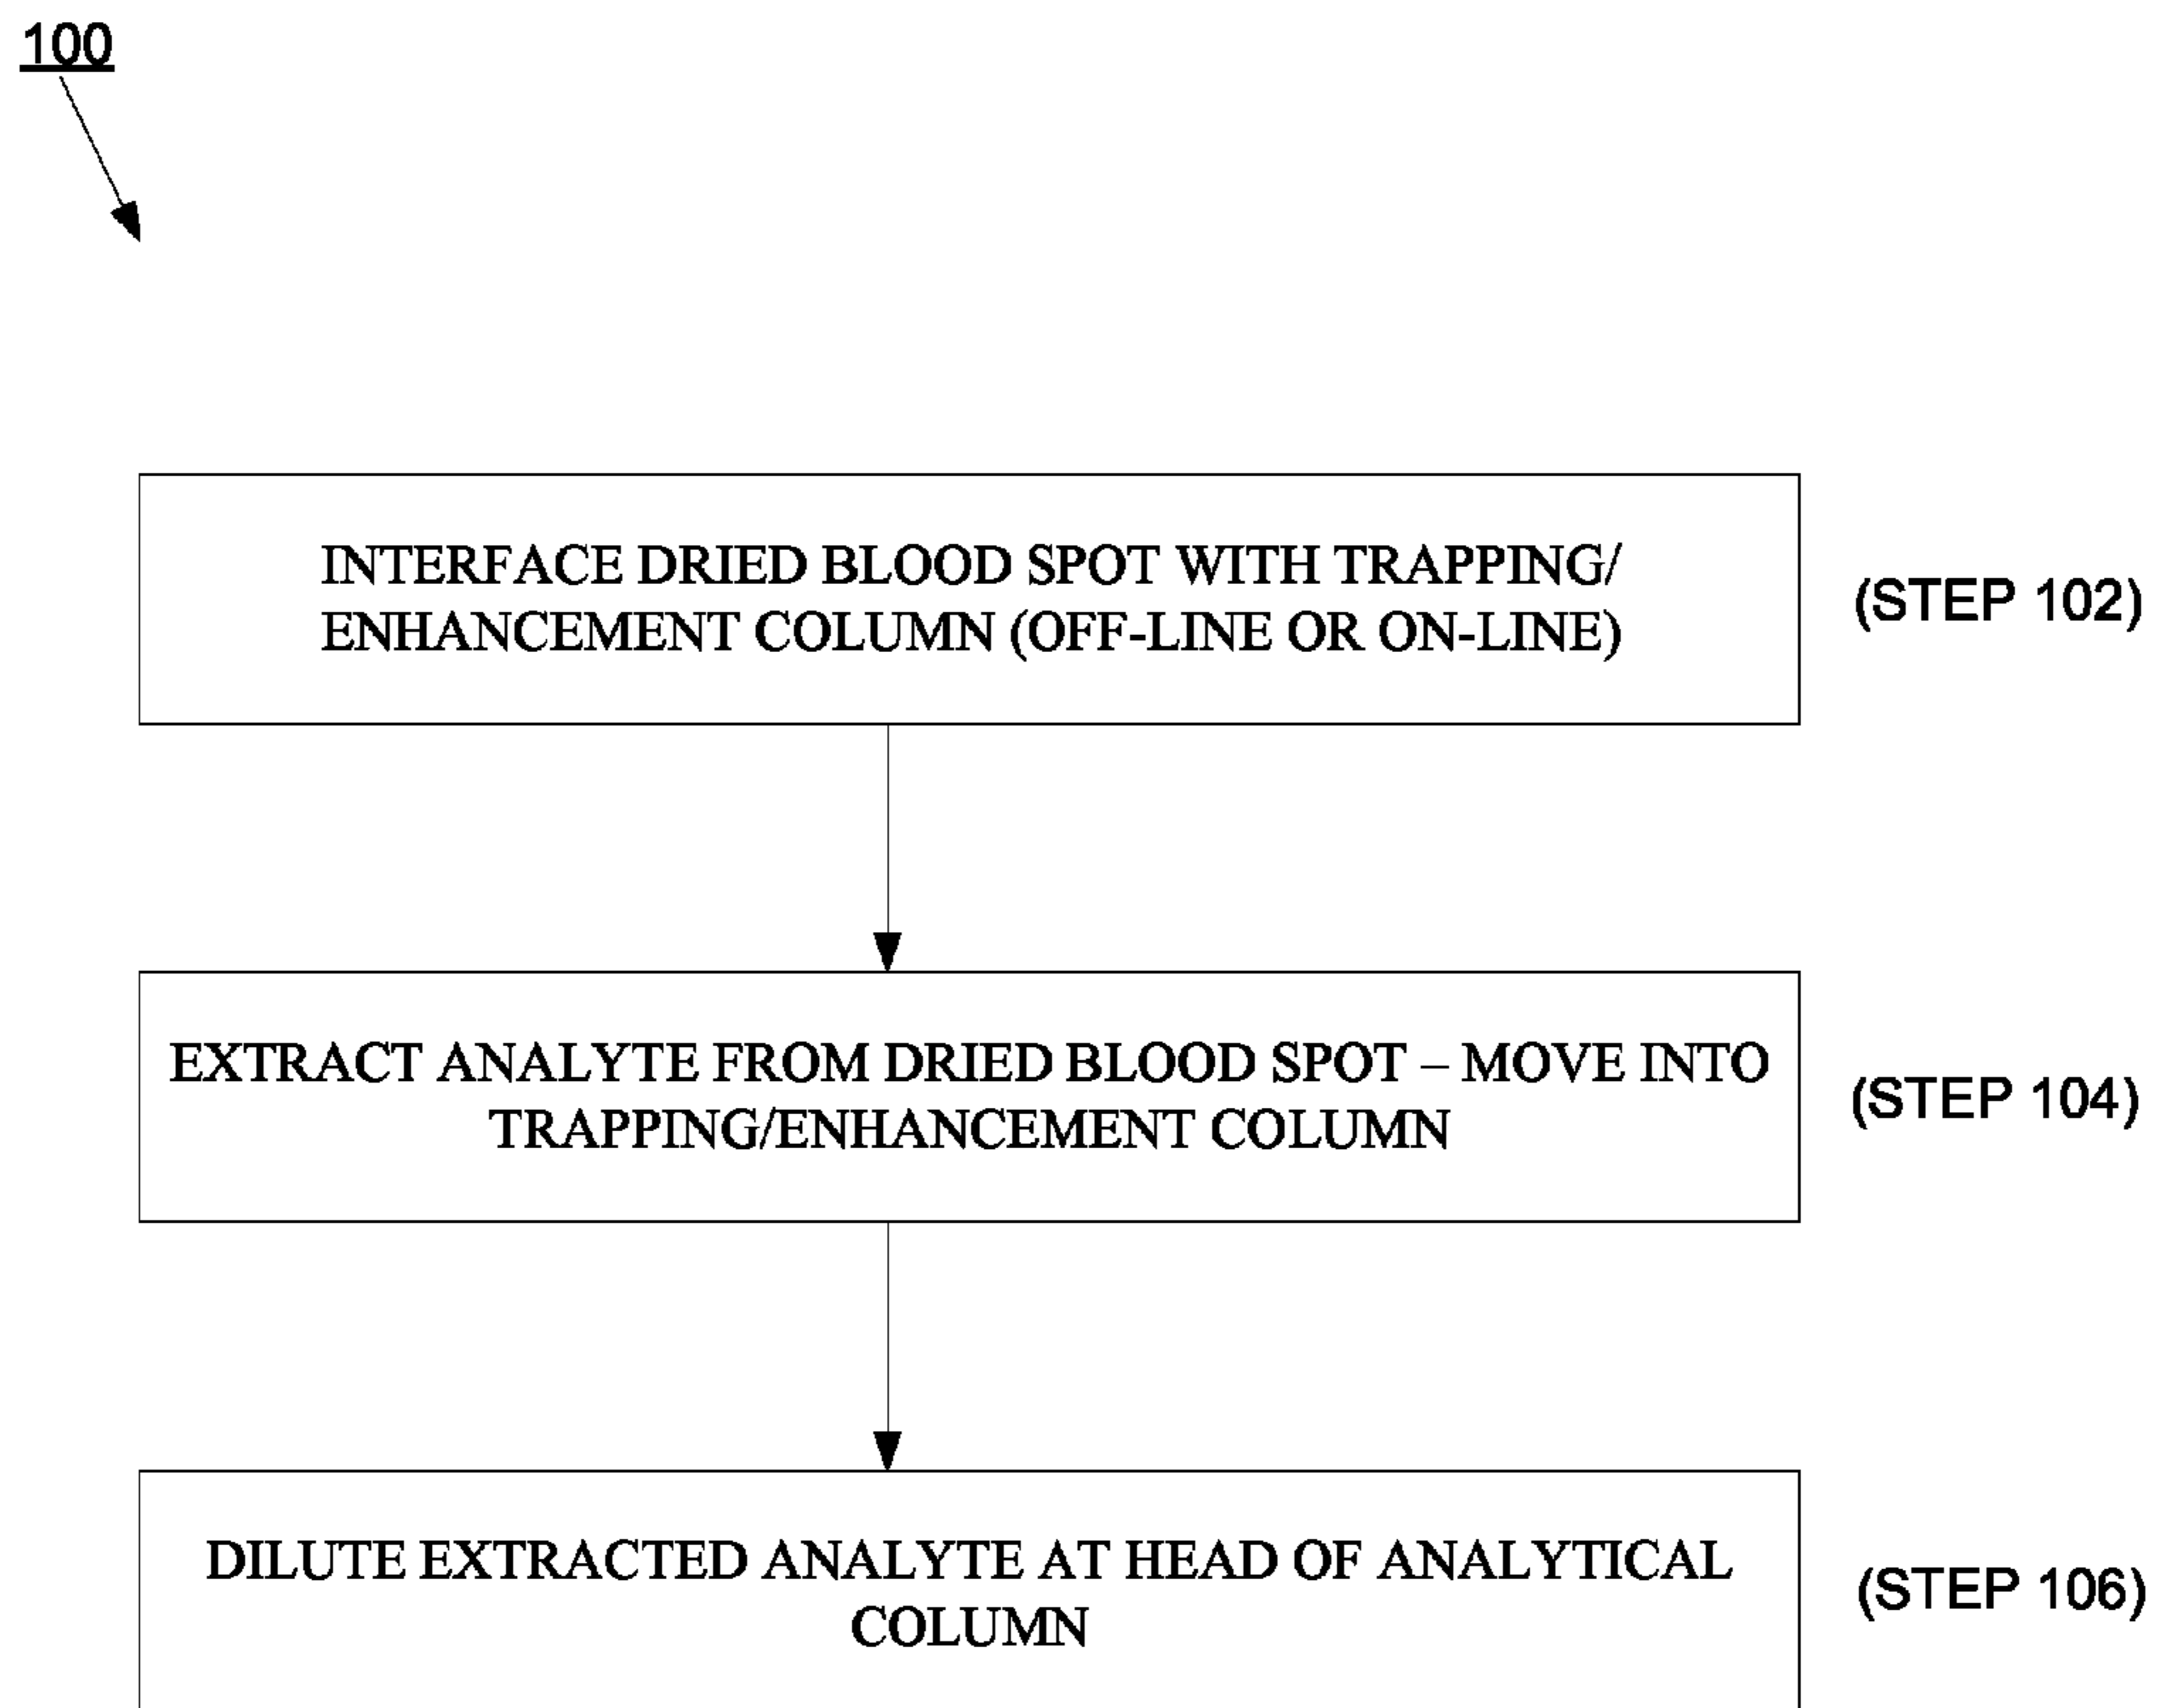 100
INTERFACE DRIED BLOOD SPOT WITH TRAPPING/
ENHANCEMENT COLUMN (OFF-LINE OR ON-LINE)
(STEP 102)
EXTRACT ANALYTE FROM DRIED BLOOD SPOT – MOVE INTO
TRAPPING/ENHANCEMENT COLUMN
(STEP 104)
DILUTE EXTRACTED ANALYTE AT HEAD OF ANALYTICAL
COLUMN
(STEP 106)